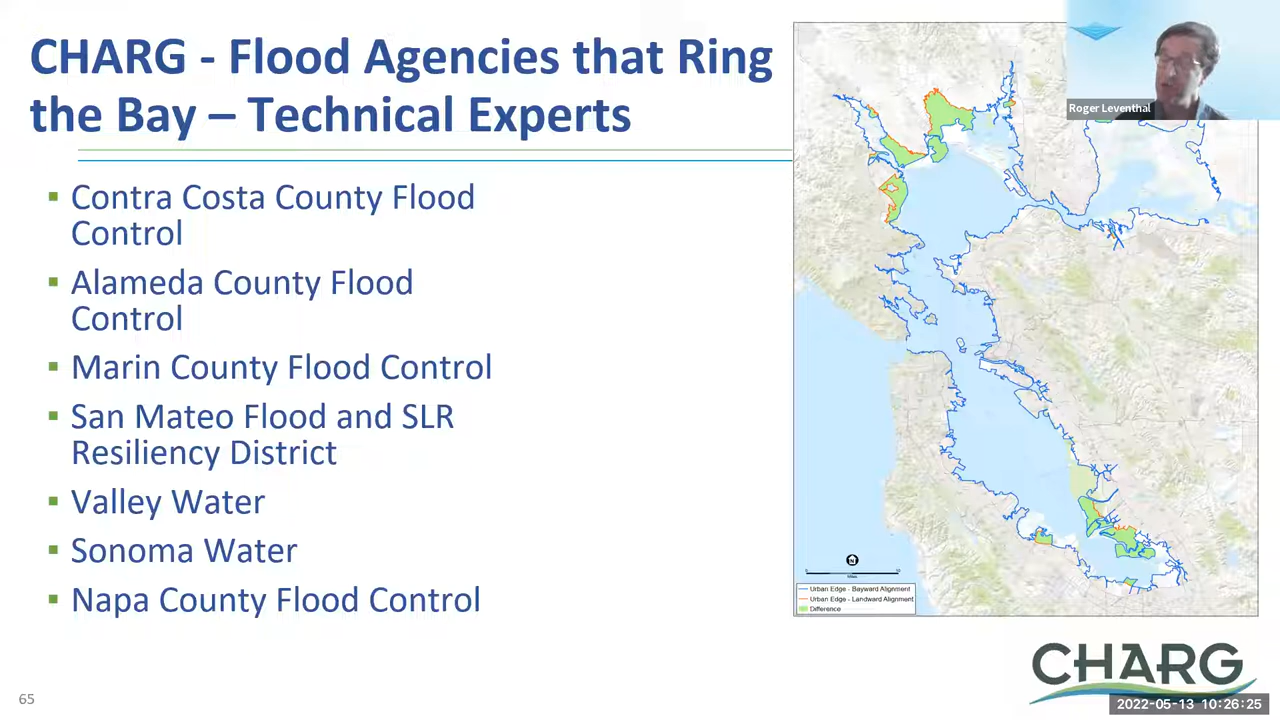 CHARG - Flood Agencies that Ring
the Bay – Technical Experts
Roger Leventhal
▪ Contra Costa County Flood
Control
▪ Alameda County Flood
Control
▪ Marin County Flood Control
▪ San Mateo Flood and SLR
Resiliency District
▪ Valley Water
▪ Sonoma Water
▪ Napa County Flood Control
N
Miles
Urban Edge - Bayward Alignment
Urban Edge - Landward Alignment
Difference
CHARG
65
2022-05-13 10:26:25